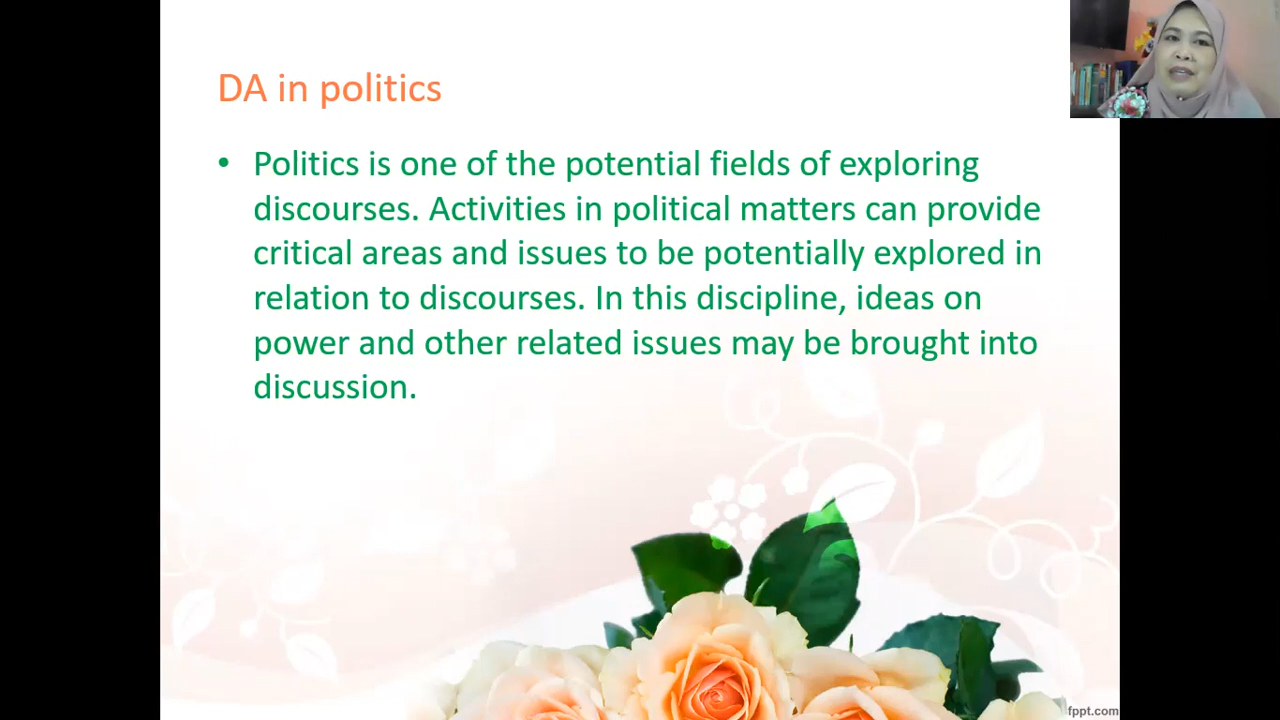 DA in politics
• Politics is one of the potential fields of exploring
discourses. Activities in political matters can provide
critical areas and issues to be potentially explored in
relation to discourses. In this discipline, ideas on
power and other related issues may be brought into
discussion.
fppt.com